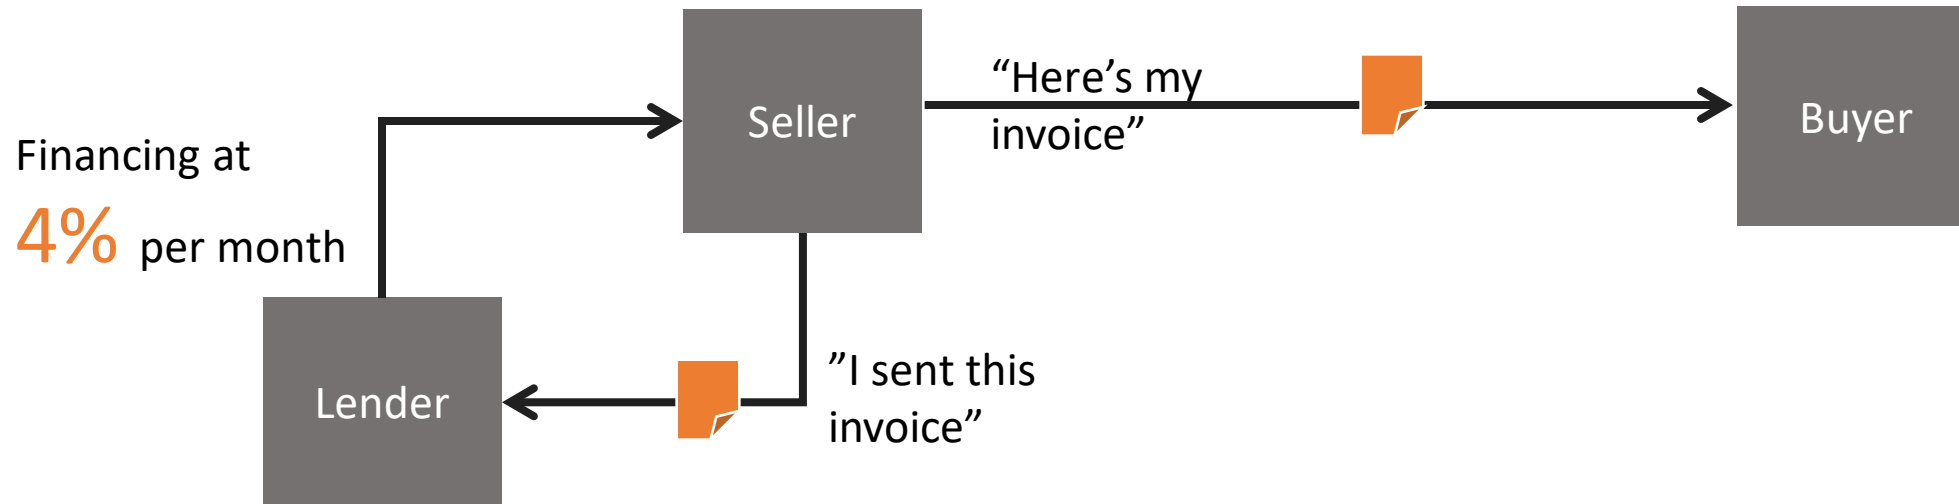 Seller
“Here’s my
invoice”
Buyer
Financing at
4% per month
Lender
”I sent this
invoice”